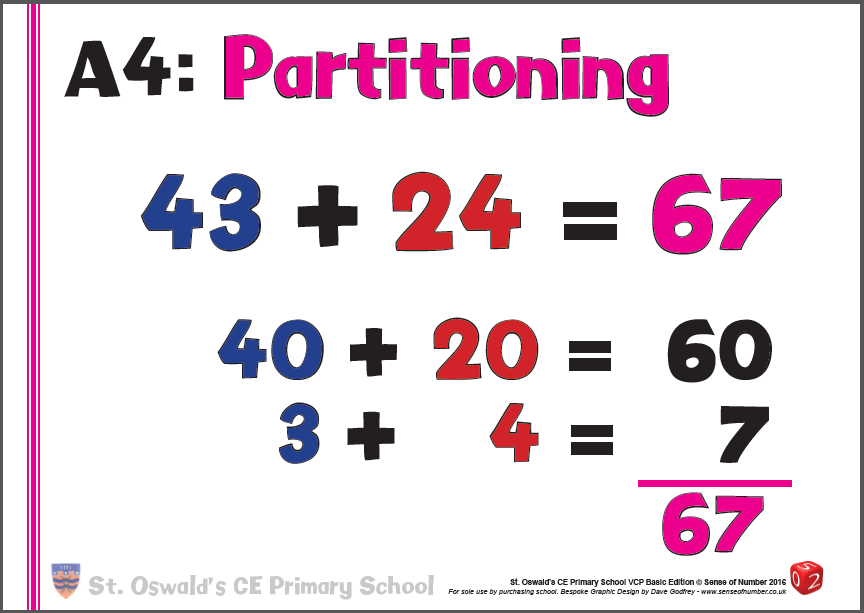 A4: Partitioning
43 + 24 = 67
40 + 20 = 60
3 + 4 = 7
67
St. Oswald's CE Primary School
St. Oswald's CE Primary School VCP Basic Edition © Sense of Number 2016
For sole use by purchasing school. Bespoke Graphic Design by Dave Godfrey - www.senseofnumber.co.uk